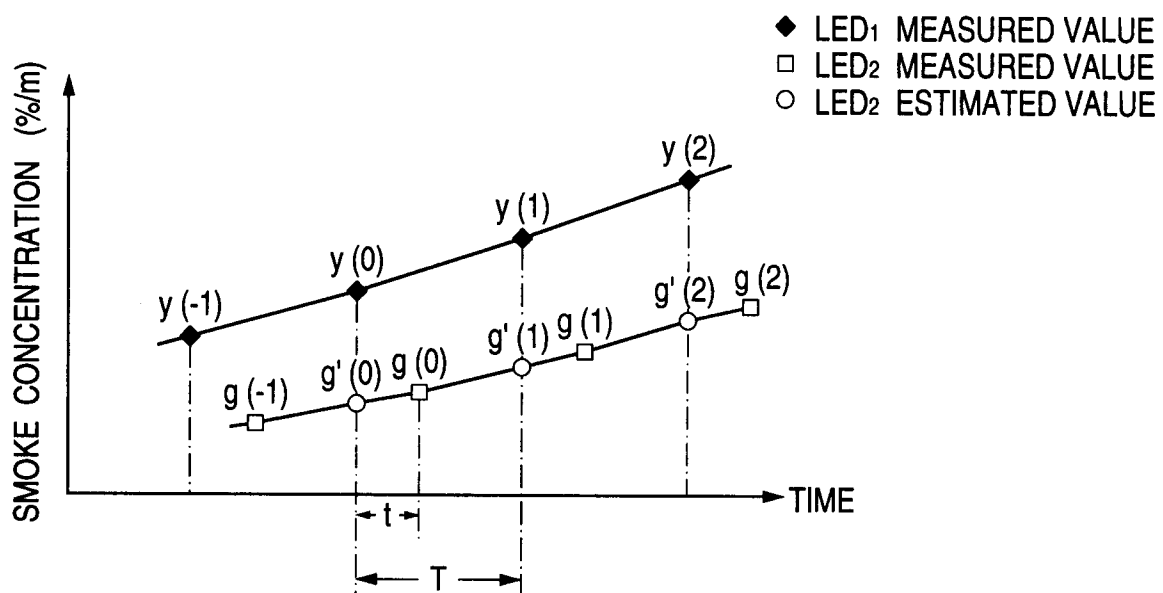 ◆ LED₁ MEASURED VALUE
□ LED₂ MEASURED VALUE
○ LED₂ ESTIMATED VALUE
SMOKE CONCENTRATION (%/m)
y (2)
y (1)
y (0)
y (-1)
g' (2)
g (2)
g' (1)
g (1)
g' (0)
g (0)
g (-1)
TIME
t
T